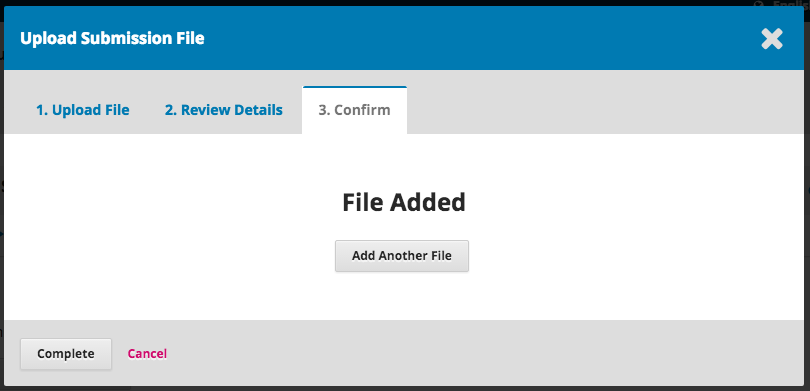 Upload Submission File
1. Upload File
2. Review Details
3. Confirm
File Added
Add Another File
Complete
Cancel